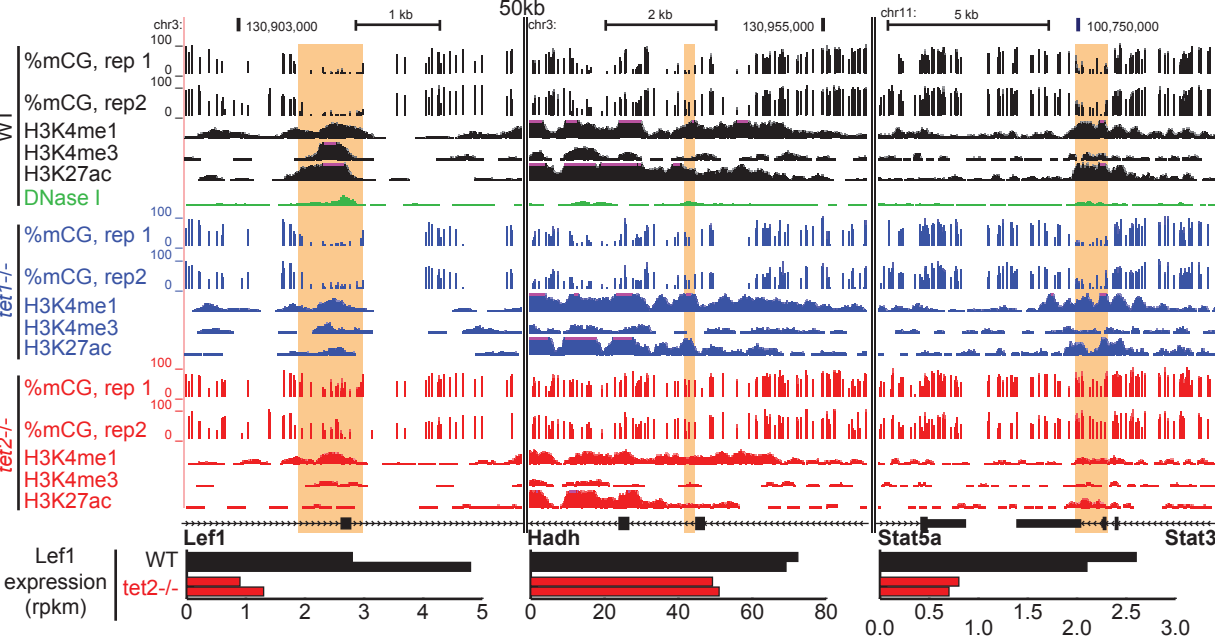 50kb
chr3: 130,903,000 1 kb
chr3: 2 kb 130,955,000
chr11: 5 kb 100,750,000
WT
100
%mCG, rep 1
0
100
%mCG, rep2
0
H3K4me1
H3K4me3
H3K27ac
DNase I
tet1-/-
100
%mCG, rep 1
0
100
%mCG, rep2
0
H3K4me1
H3K4me3
H3K27ac
tet2-/-
100
%mCG, rep 1
0
100
%mCG, rep2
0
H3K4me1
H3K4me3
H3K27ac
Lef1 Hadh Stat5a Stat3
Lef1
expression
(rpkm)
WT
tet2-/-
0 1 2 3 4 5
0 20 40 60 80
0.0 0.5 1.0 1.5 2.0 2.5 3.0